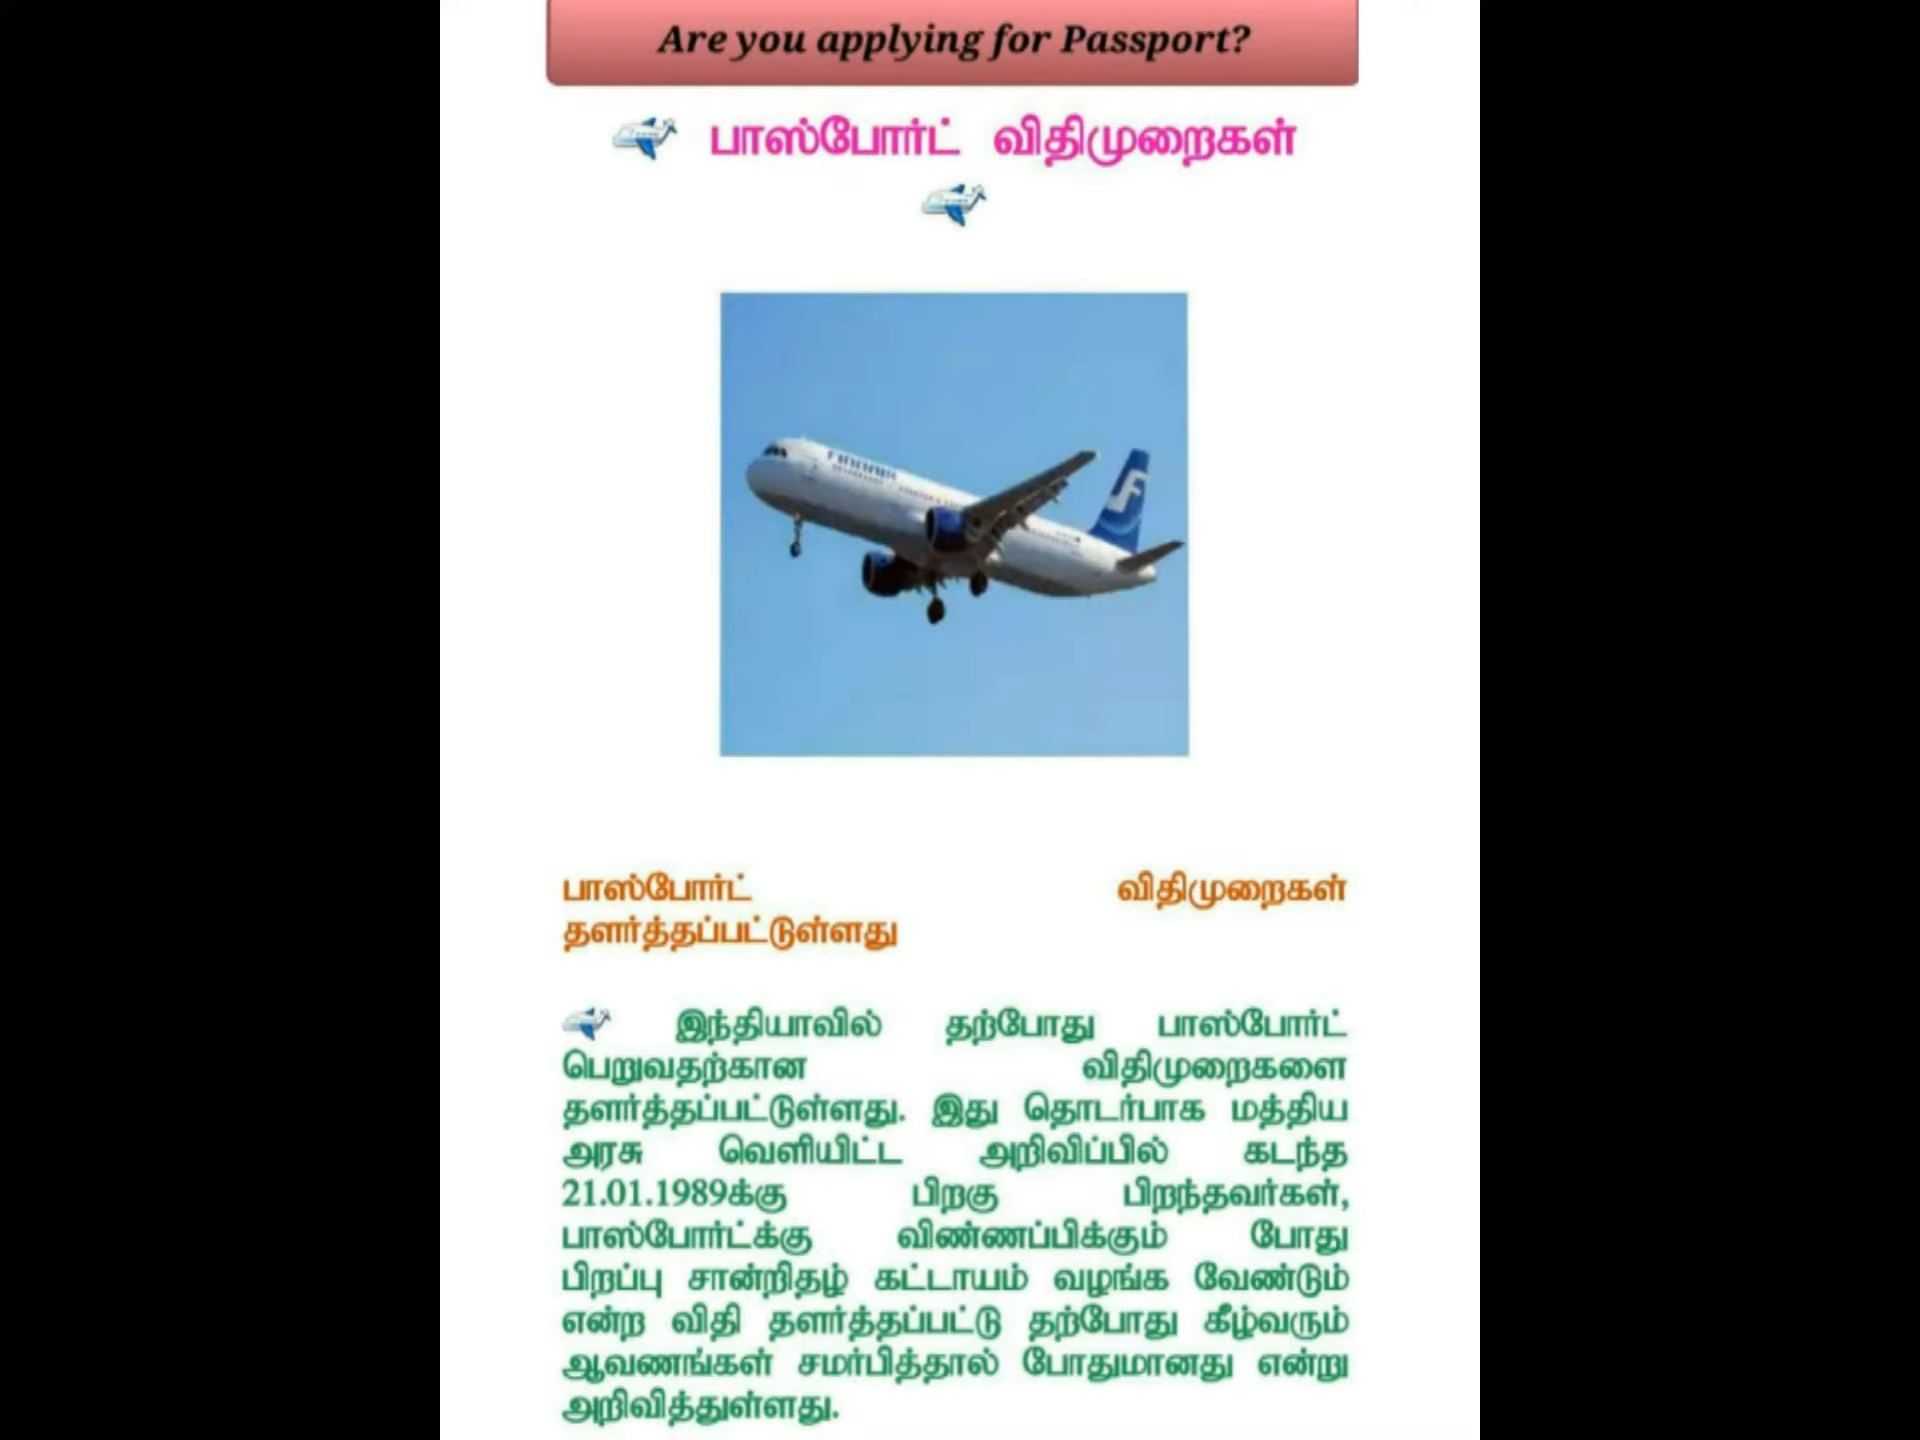 Are you applying for Passport?
பாஸ்போர்ட் விதிமுறைகள்
பாஸ்போர்ட் விதிமுறைகள்
தளர்த்தப்பட்டுள்ளது
இந்தியாவில் தற்போது பாஸ்போர்ட்
பெறுவதற்கான விதிமுறைகளை
தளர்த்தப்பட்டுள்ளது. இது தொடர்பாக மத்திய
அரசு வெளியிட்ட அறிவிப்பில் கடந்த
21.01.1989க்கு பிறகு பிறந்தவர்கள்,
பாஸ்போர்ட்க்கு விண்ணப்பிக்கும் போது
பிறப்பு சான்றிதழ் கட்டாயம் வழங்க வேண்டும்
என்ற விதி தளர்த்தப்பட்டு தற்போது கீழ்வரும்
ஆவணங்கள் சமர்பித்தால் போதுமானது என்று
அறிவித்துள்ளது.